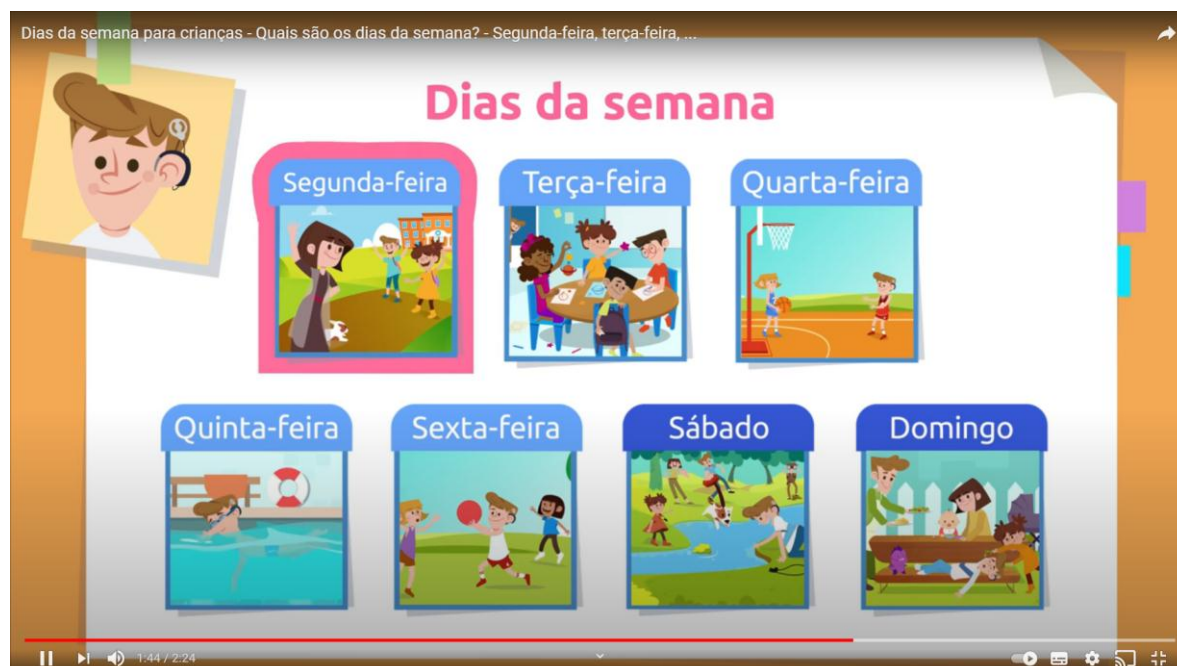 Dias da semana para crianças - Quais são os dias da semana? - Segunda-feira, terça-feira, ...
Dias da semana
Segunda-feira
Terça-feira
Quarta-feira
Quinta-feira
Sexta-feira
Sábado
Domingo
1:44 / 2:24